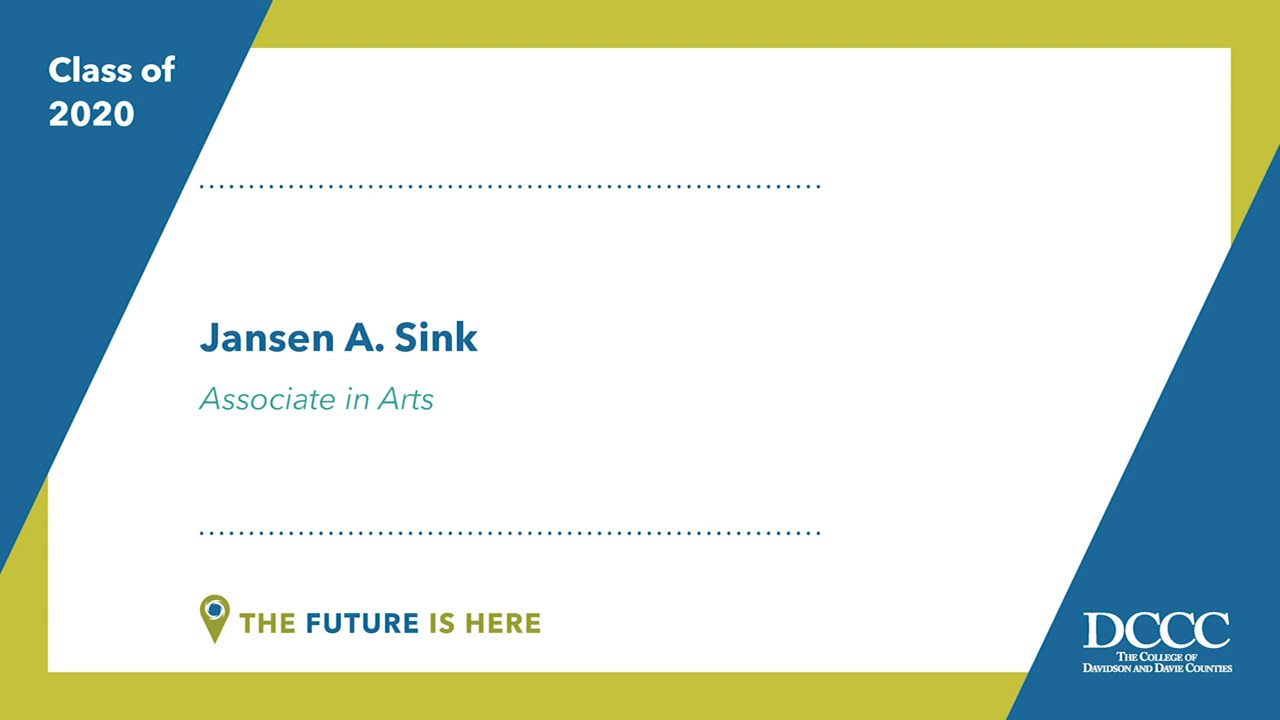 Class of
2020
Jansen A. Sink
Associate in Arts
THE FUTURE IS HERE
DCCC
THE COLLEGE OF
DAVIDSON AND DAVIE COUNTIES